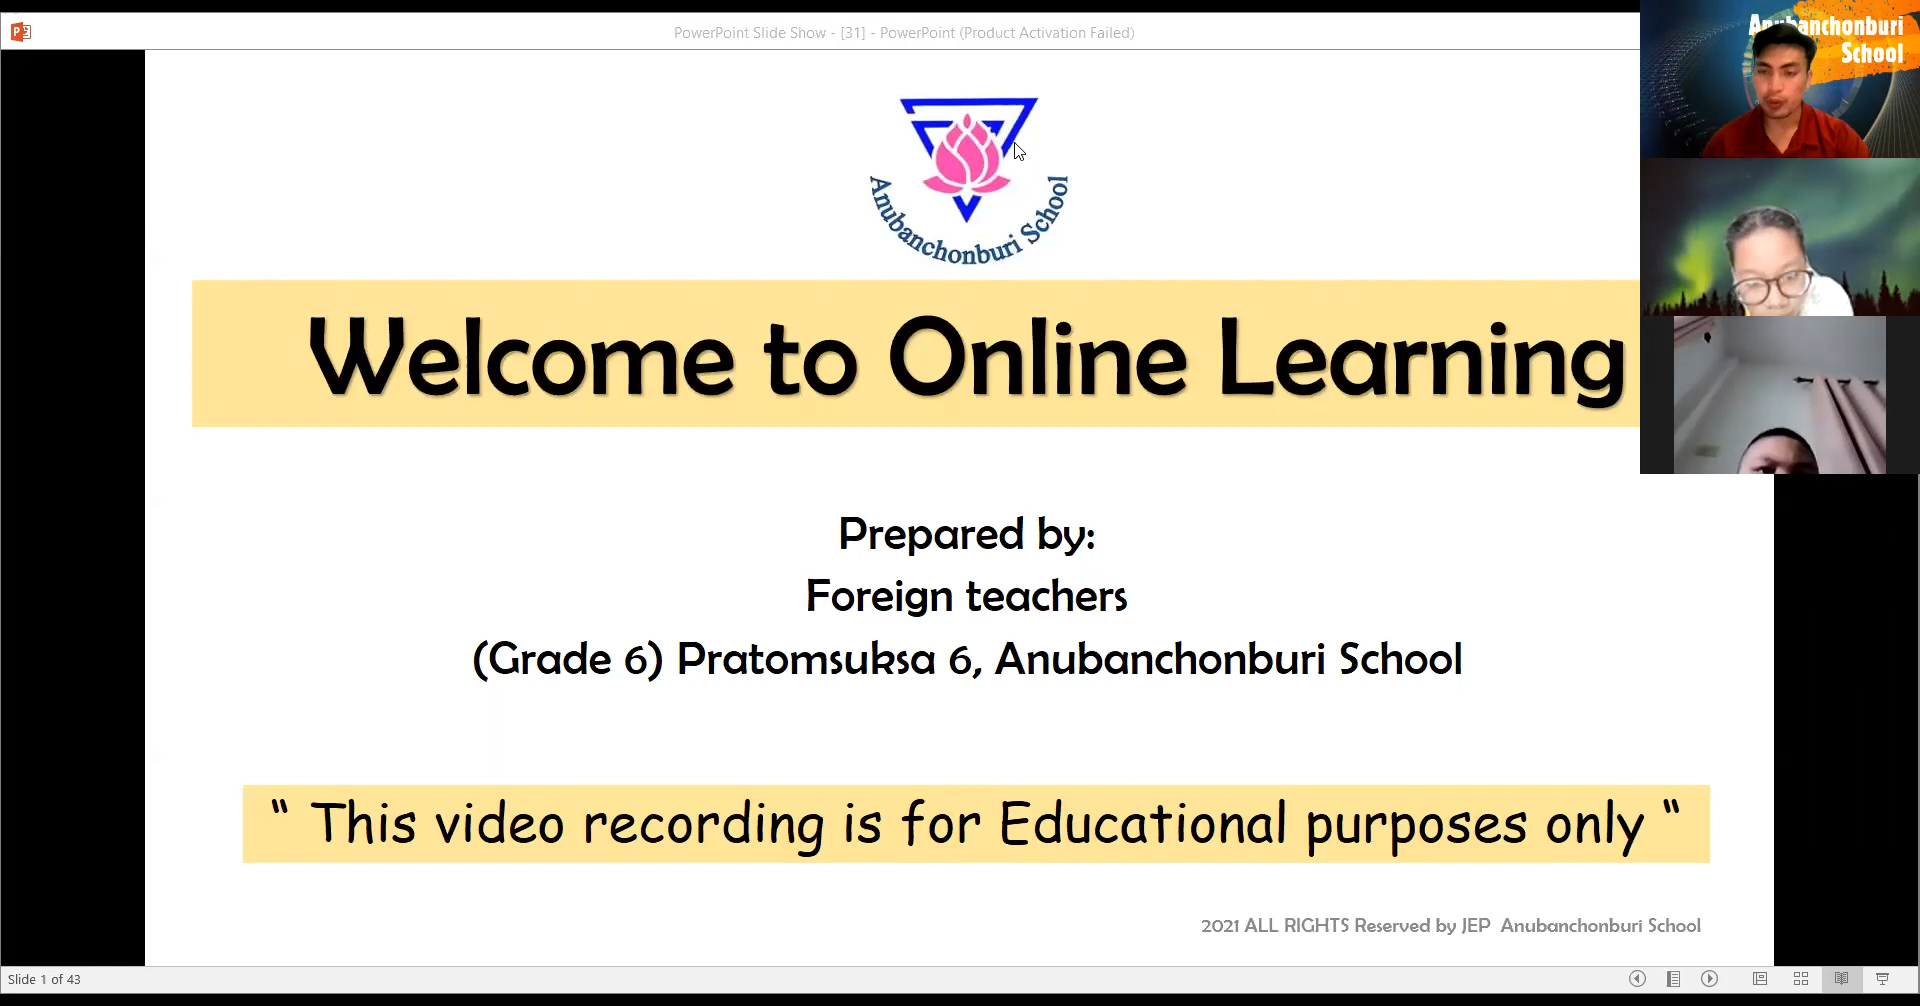 PowerPoint Slide Show - [31] - PowerPoint (Product Activation Failed)
Anubanchonburi
School
Anubanchonburi School
Welcome to Online Learning
Prepared by:
Foreign teachers
(Grade 6) Pratomsuksa 6, Anubanchonburi School
“ This video recording is for Educational purposes only “
2021 ALL RIGHTS Reserved by JEP Anubanchonburi School
Slide 1 of 43